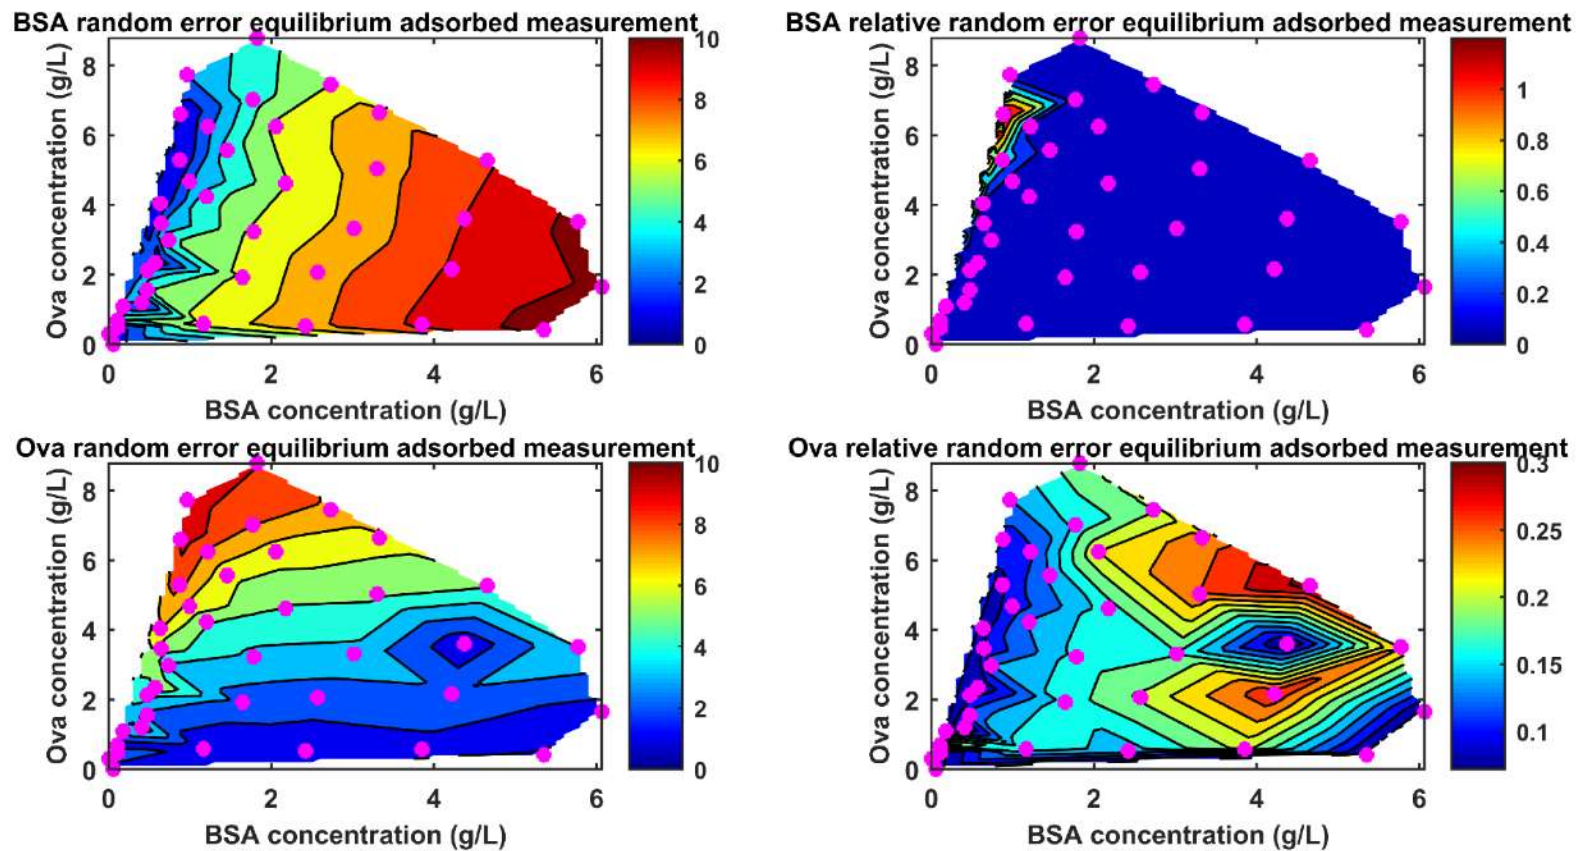 BSA random error equilibrium adsorbed measurement
Ova concentration (g/L)
8
6
4
2
0
0 2 4 6
BSA concentration (g/L)
10
8
6
4
2
0
BSA relative random error equilibrium adsorbed measurement
Ova concentration (g/L)
8
6
4
2
0
0 2 4 6
BSA concentration (g/L)
1
0.8
0.6
0.4
0.2
0
Ova random error equilibrium adsorbed measurement
Ova concentration (g/L)
8
6
4
2
0
0 2 4 6
BSA concentration (g/L)
10
8
6
4
2
0
Ova relative random error equilibrium adsorbed measurement
Ova concentration (g/L)
8
6
4
2
0
0 2 4 6
BSA concentration (g/L)
0.3
0.25
0.2
0.15
0.1